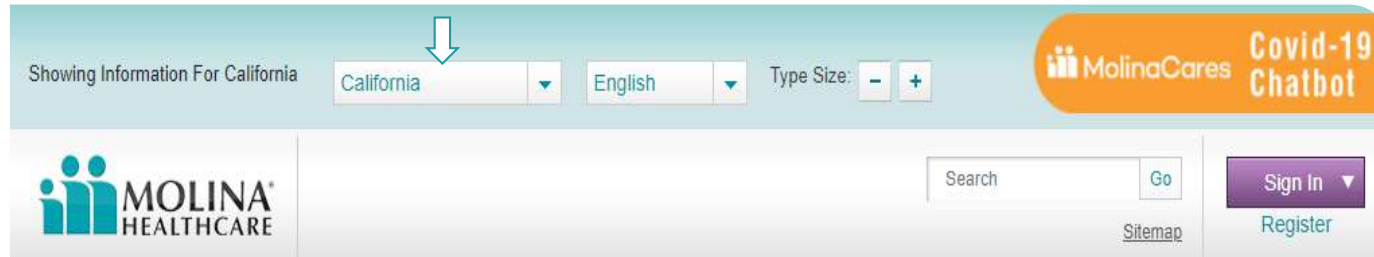 Showing Information For California
California
English
Type Size: - +
MolinaCares
Covid-19
Chatbot
MOLINA®
HEALTHCARE
Search
Go
Sitemap
Sign In ▼
Register